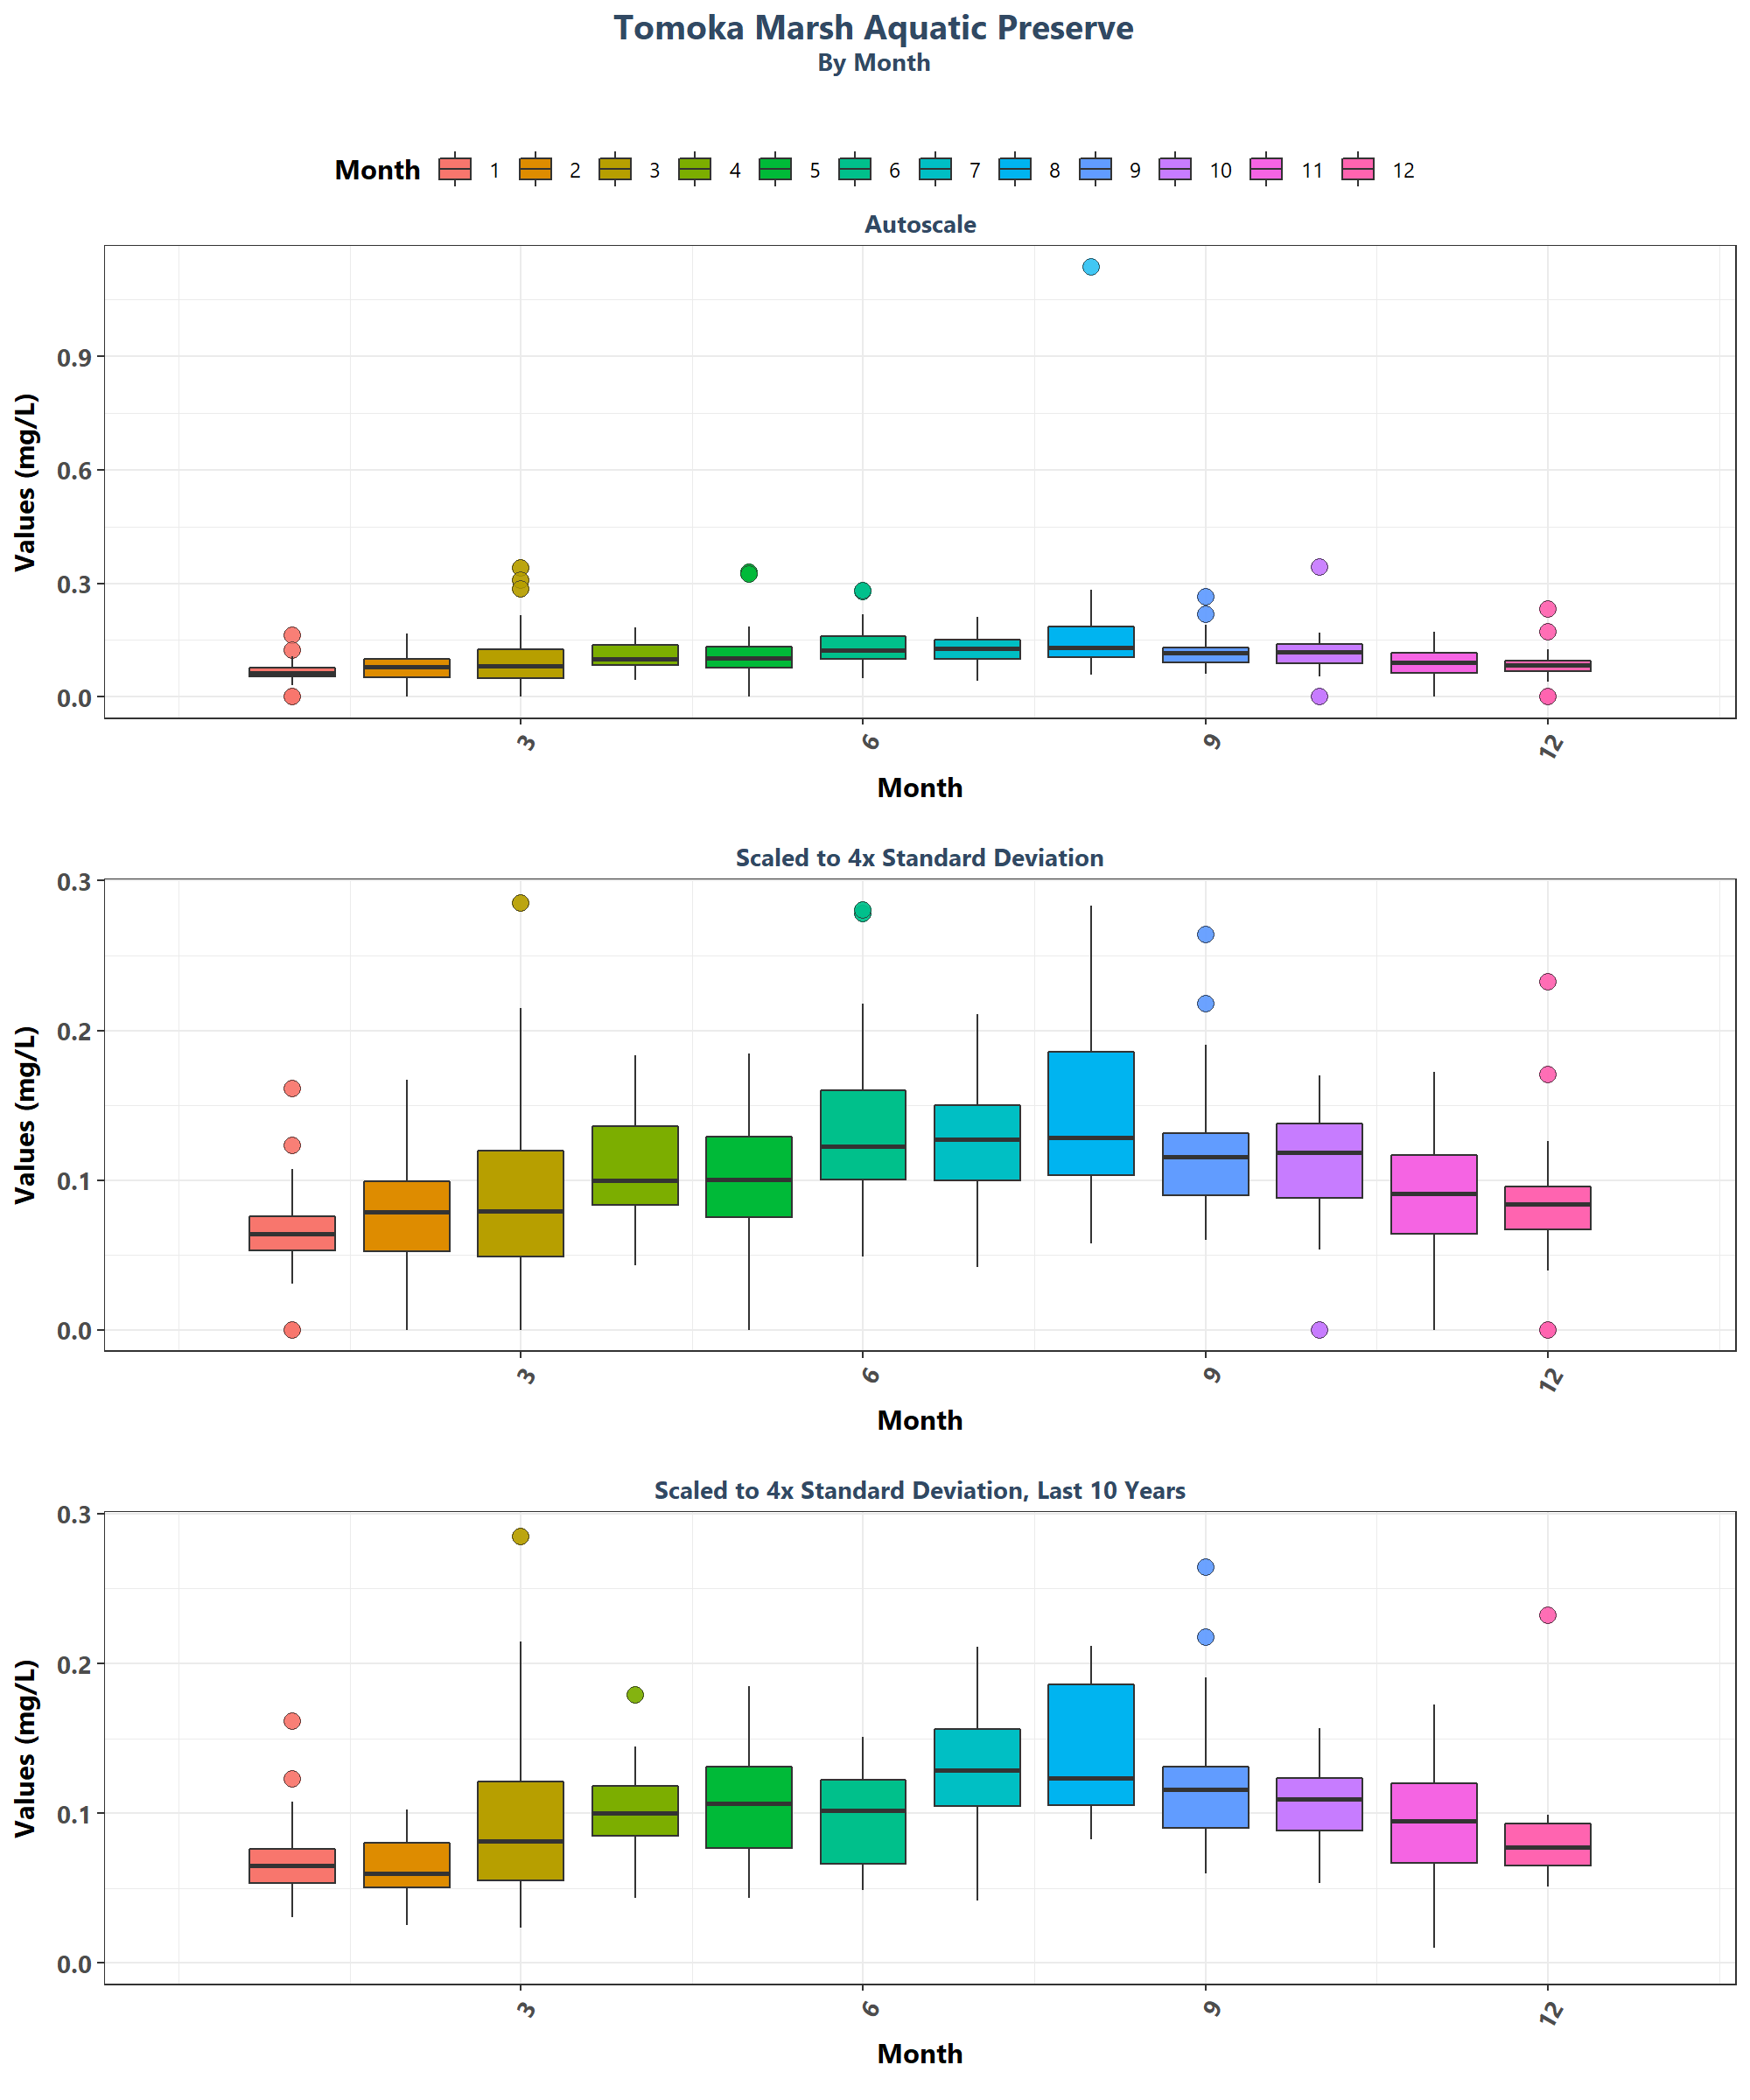 Tomoka Marsh Aquatic Preserve
By Month
Month 1 2 3 4 5 6 7 8 9 10 11 12
Autoscale
Values (mg/L)
0.9
0.6
0.3
0.0
3 6 9 12
Month
Scaled to 4x Standard Deviation
Values (mg/L)
0.3
0.2
0.1
0.0
3 6 9 12
Month
Scaled to 4x Standard Deviation, Last 10 Years
Values (mg/L)
0.3
0.2
0.1
0.0
3 6 9 12
Month